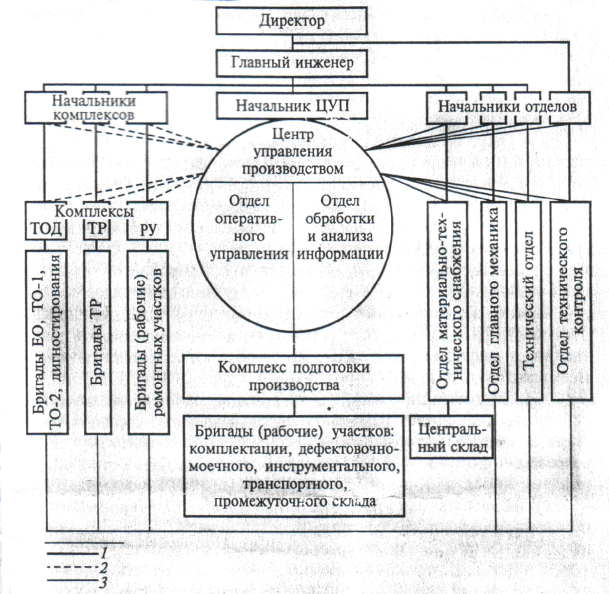 Директор
Главный инженер
Начальники
комплексов
Начальник ЦУП
Начальники отделов
Центр
управления
производством
Отдел
оператив-
ного
управления
Отдел
обработки
и анализа
информации
Комплексы
ТОД
ТР
РУ
Бригады ЕО, ТО-1,
ТО-2, дигностирования
Бригады ТР
Бригады (рабочие)
ремонтных участков
Отдел материально-тех-
нического снабжения
Отдел главного механика
Технический отдел
Отдел технического
контроля
Комплекс подготовки
производства
Бригады (рабочие) участков:
комплектации, дефектовочно-
моечного, инструментального,
транспортного,
промежуточного склада
Централь-
ный склад
1
2
3